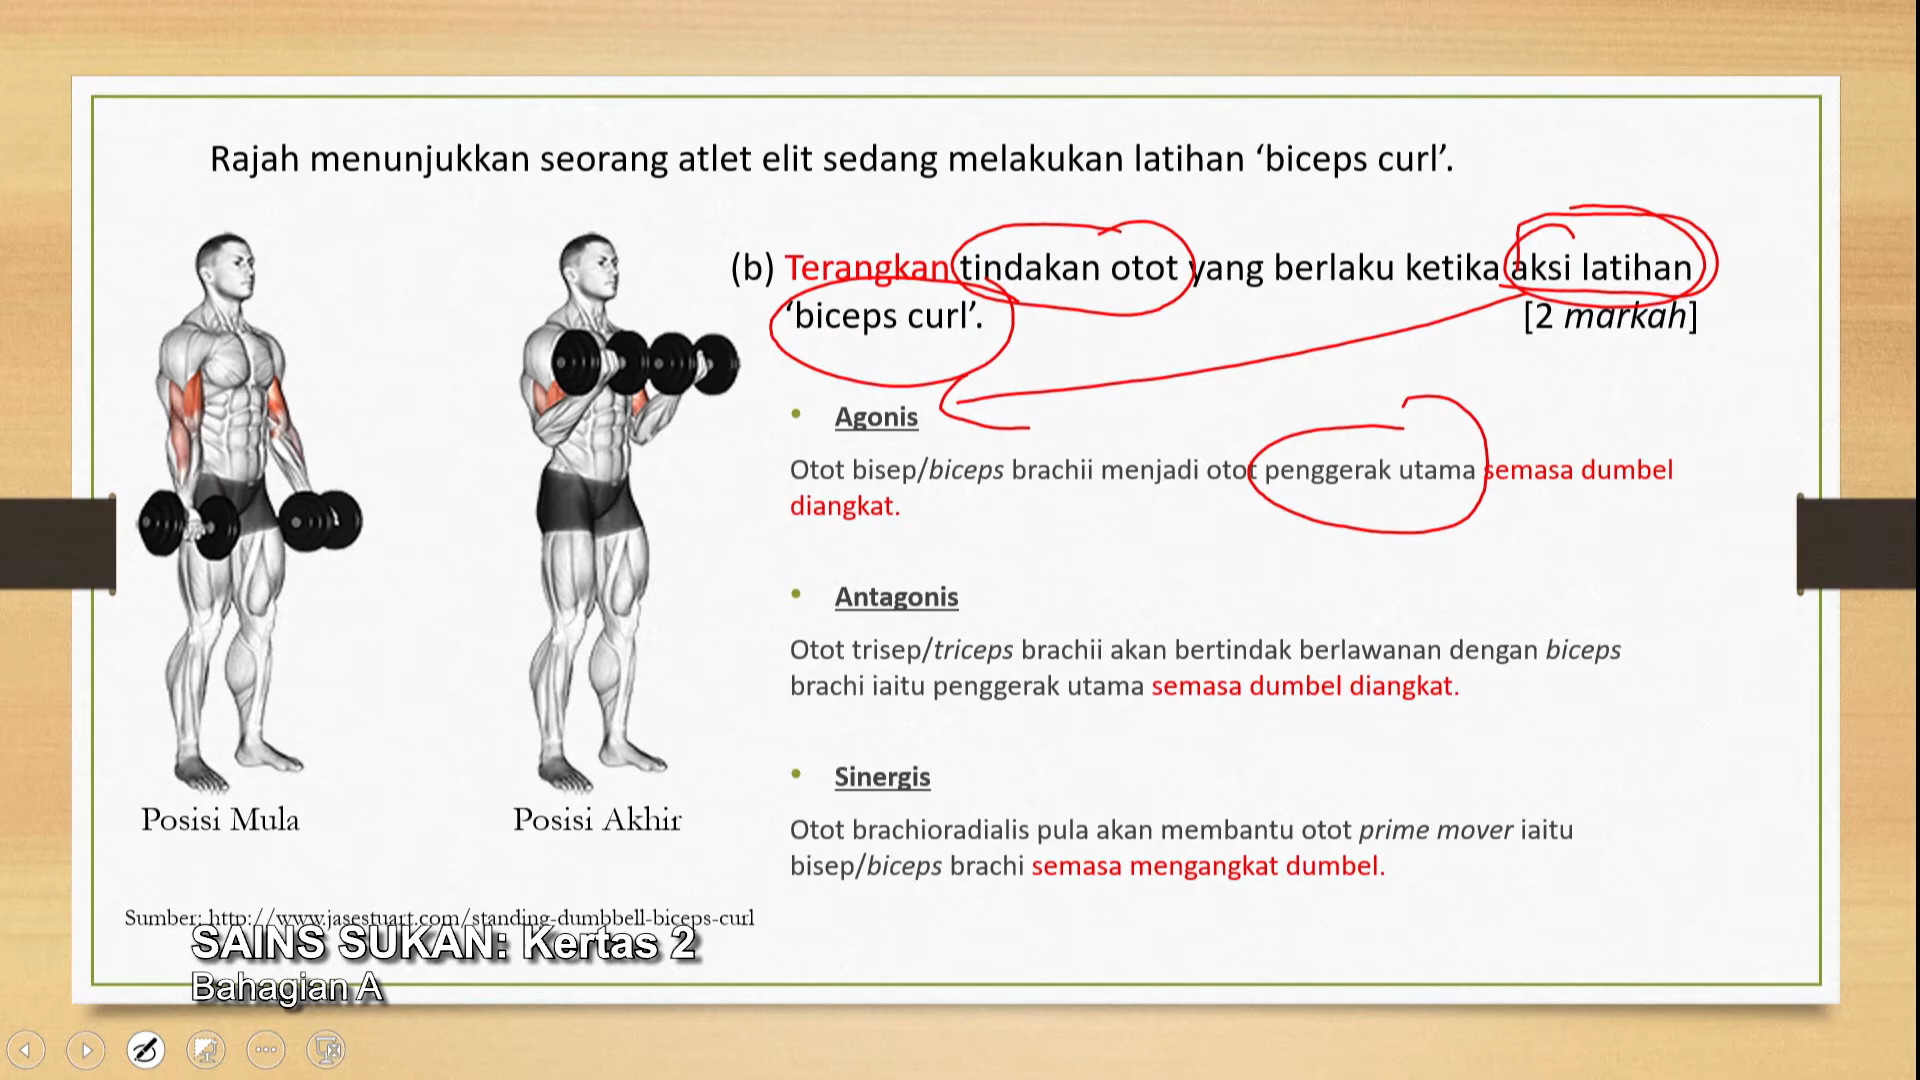 Rajah menunjukkan seorang atlet elit sedang melakukan latihan ‘biceps curl’.
(b) Terangkan tindakan otot yang berlaku ketika aksi latihan
‘biceps curl’. [2 markah]
• Agonis
Otot bisep/biceps brachii menjadi otot penggerak utama semasa dumbel
diangkat.
• Antagonis
Otot trisep/triceps brachii akan bertindak berlawanan dengan biceps
brachi iaitu penggerak utama semasa dumbel diangkat.
• Sinergis
Otot brachioradialis pula akan membantu otot prime mover iaitu
bisep/biceps brachi semasa mengangkat dumbel.
Posisi Mula
Posisi Akhir
Sumber: http://www.jasestuart.com/standing-dumbbell-biceps-curl
SAINS SUKAN: Kertas 2
Bahagian A